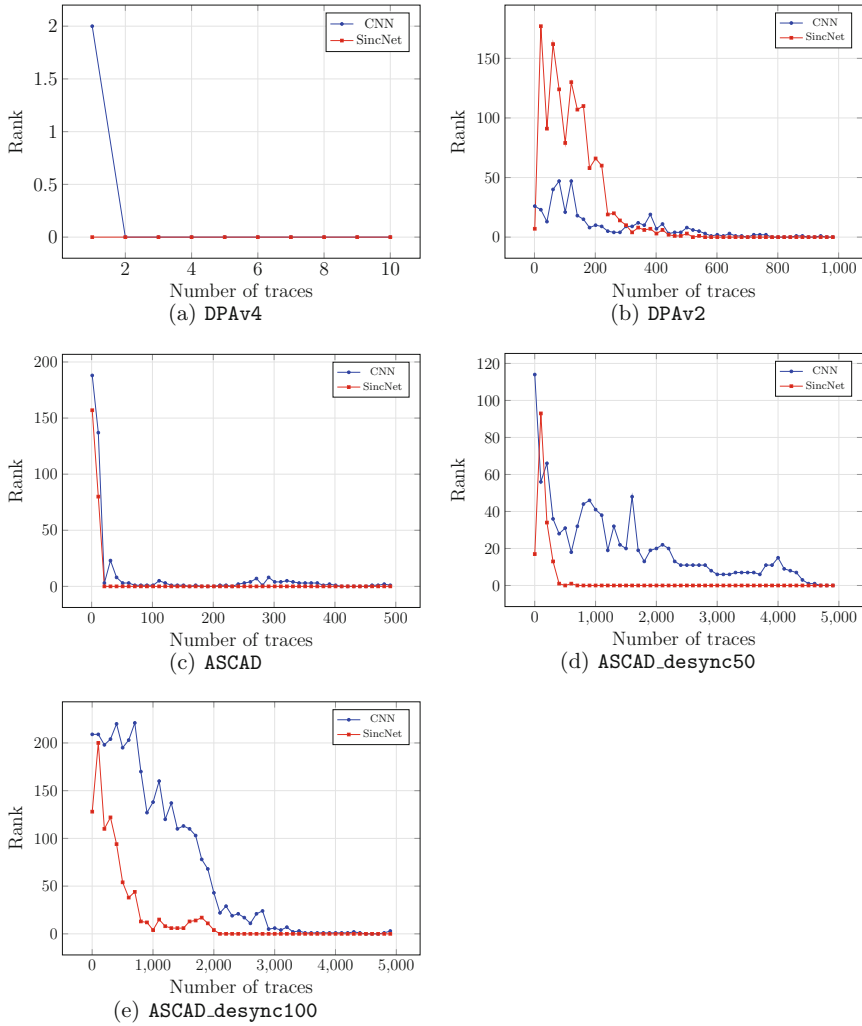 2
1.5
1
0.5
0
Rank
CNN
SincNet
2
4
6
8
10
Number of traces
(a) DPAv4
150
100
50
0
Rank
CNN
SincNet
0
200
400
600
800
1,000
Number of traces
(b) DPAv2
200
150
100
50
0
Rank
CNN
SincNet
0
100
200
300
400
500
Number of traces
(c) ASCAD
120
100
80
60
40
20
0
Rank
CNN
SincNet
0
1,000
2,000
3,000
4,000
5,000
Number of traces
(d) ASCAD_desync50
200
150
100
50
0
Rank
CNN
SincNet
0
1,000
2,000
3,000
4,000
5,000
Number of traces
(e) ASCAD_desync100